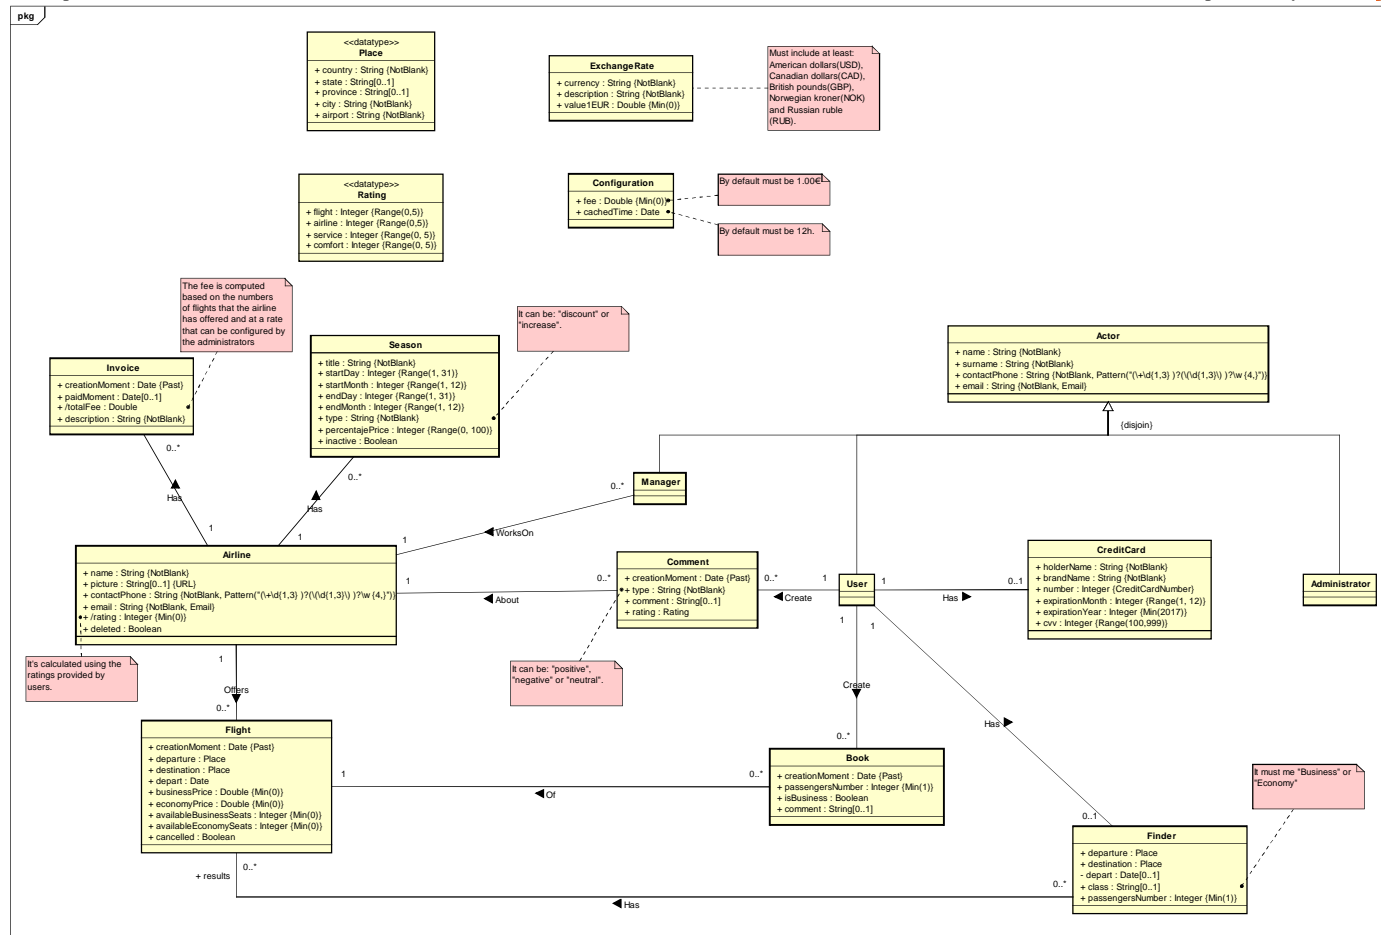 pkg
<<datatype>>
Place
+ country : String {NotBlank}
+ state : String[0..1]
+ province : String[0..1]
+ city : String {NotBlank}
+ airport : String {NotBlank}
ExchangeRate
+ currency : String {NotBlank}
+ description : String {NotBlank}
+ value1EUR : Double {Min(0)}
Must include at least:
American dollars(USD),
Canadian dollars(CAD),
British pounds(GBP),
Norwegian kroner(NOK)
and Russian ruble
(RUB).
<<datatype>>
Rating
+ flight : Integer {Range(0,5)}
+ airline : Integer {Range(0,5)}
+ service : Integer {Range(0, 5)}
+ comfort : Integer {Range(0, 5)}
Configuration
+ fee : Double {Min(0)}
+ cachedTime : Date
By default must be 1.00€.
By default must be 12h.
The fee is computed
based on the numbers
of flights that the airline
has offered and at a rate
that can be configured by
the administrators
Invoice
+ creationMoment : Date {Past}
+ paidMoment : Date[0..1]
+ /totalFee : Double
+ description : String {NotBlank}
Season
+ title : String {NotBlank}
+ startDay : Integer {Range(1, 31)}
+ startMonth : Integer {Range(1, 12)}
+ endDay : Integer {Range(1, 31)}
+ endMonth : Integer {Range(1, 12)}
+ type : String {NotBlank}
+ percentajePrice : Integer {Range(0, 100)}
+ inactive : Boolean
It can be: "discount" or
"increase".
Actor
+ name : String {NotBlank}
+ surname : String {NotBlank}
+ contactPhone : String {NotBlank, Pattern("(\+\d{1,3} )?(\(\d{1,3}\) )?\w{4,}")}
+ email : String {NotBlank, Email}
{disjoin}
0..*
Has
1
0..*
Has
1
Manager
0..*
WorksOn
1
Airline
+ name : String {NotBlank}
+ picture : String[0..1] {URL}
+ contactPhone : String {NotBlank, Pattern("(\+\d{1,3} )?(\(\d{1,3}\) )?\w{4,}")}
+ email : String {NotBlank, Email}
+ /rating : Integer {Min(0)}
+ deleted : Boolean
1
About
0..*
Comment
+ creationMoment : Date {Past}
+ type : String {NotBlank}
+ comment : String[0..1]
+ rating : Rating
0..*
Create
1
User
1
Has
0..1
CreditCard
+ holderName : String {NotBlank}
+ brandName : String {NotBlank}
+ number : Integer {CreditCardNumber}
+ expirationMonth : Integer {Range(1, 12)}
+ expirationYear : Integer {Min(2017)}
+ cvv : Integer {Range(100,999)}
Administrator
It's calculated using the
ratings provided by
users.
It can be: "positive",
"negative" or "neutral".
1
Offers
0..*
1
Create
0..*
1
Has
0..1
Flight
+ creationMoment : Date {Past}
+ departure : Place
+ destination : Place
+ depart : Date
+ businessPrice : Double {Min(0)}
+ economyPrice : Double {Min(0)}
+ availableBusinessSeats : Integer {Min(0)}
+ availableEconomySeats : Integer {Min(0)}
+ cancelled : Boolean
1
Of
0..*
Book
+ creationMoment : Date {Past}
+ passengersNumber : Integer {Min(1)}
+ isBusiness : Boolean
+ comment : String[0..1]
It must me "Business" or
"Economy"
Finder
+ departure : Place
+ destination : Place
- depart : Date[0..1]
+ class : String[0..1]
+ passengersNumber : Integer {Min(1)}
0..*
+ results
Has
0..*